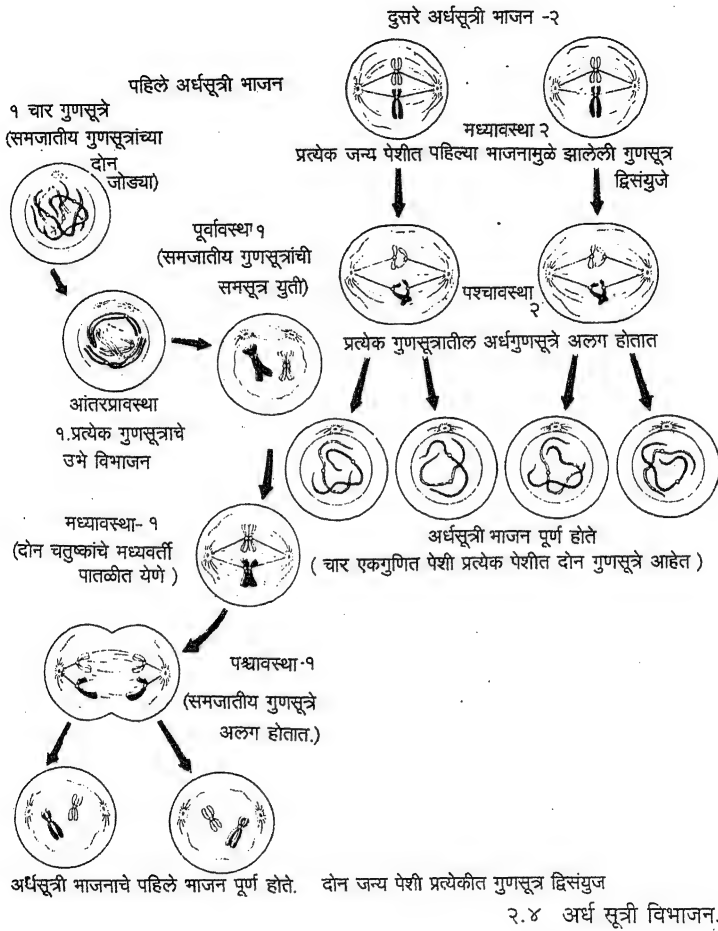 दुसरे अर्धसूत्री भाजन -२
पहिले अर्धसूत्री भाजन
१ चार गुणसूत्रे
(समजातीय गुणसूत्रांच्या
दोन
जोड्या)
पूर्वावस्था १
(समजातीय गुणसूत्रांची
समसूत्र युती)
आंतरप्रावस्था
१.प्रत्येक गुणसूत्राचे
उभे विभाजन
मध्यावस्था- १
(दोन चतुष्कांचे मध्यवर्ती
पातळीत येणे )
पश्चावस्था -१
(समजातीय गुणसूत्रे
अलग होतात.)
मध्यावस्था २
प्रत्येक जन्य पेशीत पहिल्या भाजनामुळे झालेली गुणसूत्र
द्विसंयुजे
पश्चावस्था
२
प्रत्येक गुणसूत्रातील अर्धगुणसूत्रे अलग होतात
अर्धसूत्री भाजन पूर्ण होते
( चार एकगुणित पेशी प्रत्येक पेशीत दोन गुणसूत्रे आहेत )
अर्धसूत्री भाजनाचे पहिले भाजन पूर्ण होते. दोन जन्य पेशी प्रत्येकीत गुणसूत्र द्विसंयुज
२.४ अर्ध सूत्री विभाजन.